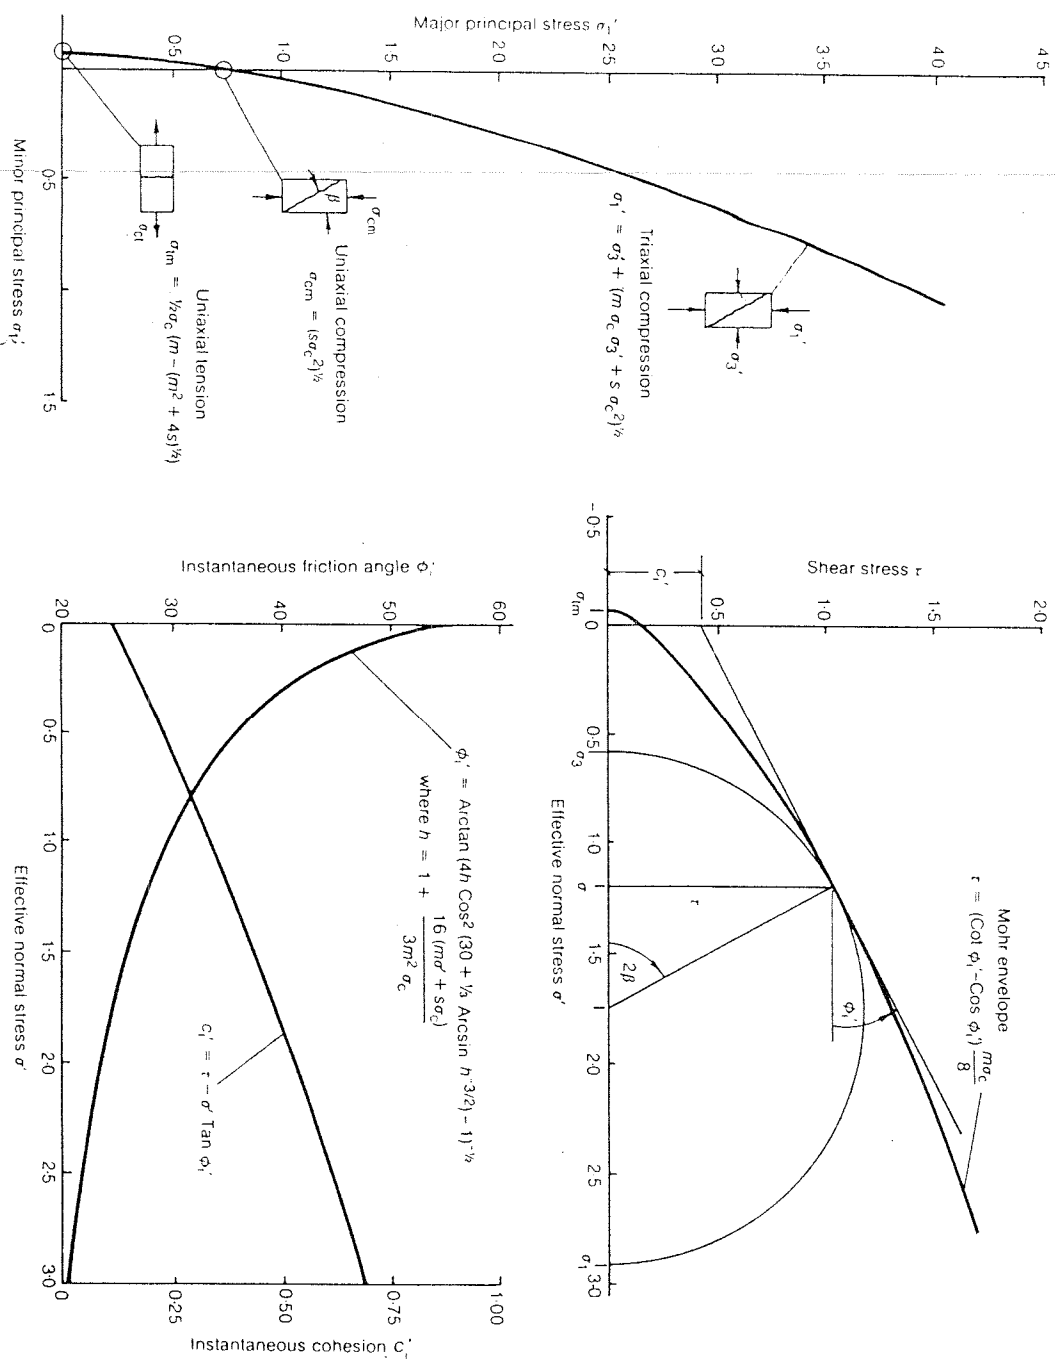 Major principal stress σ₁′
0·5
1·0
1·5
2·0
2·5
3·0
3·5
4·0
4·5
0·5
1·5
Minor principal stress σ₁′,
Triaxial compression
σ₁′ = σ₃′ + (m σc σ₃′ + s σc²)^½
σ₁′
σ₃′
β
σcm
Uniaxial compression
σcm = (sσc²)^½
σct
Uniaxial tension
σtm = ½σc (m − (m² + 4s)^½)
Shear stress τ
0·5
1·0
1·5
2·0
−0·5
σtm
0
0·5
σ₃
1·0
σ
1·5
2·0
2·5
σ₁
3·0
Effective normal stress σ′
cᵢ′
τ
2β
ϕᵢ′
Mohr envelope
τ = (Cot ϕᵢ′ − Cos ϕᵢ′) mσc
8
Instantaneous friction angle ϕᵢ′
20
30
40
50
60
0
0·5
1·0
1·5
2·0
2·5
3·0
Effective normal stress σ′
ϕᵢ′ = Arctan (4h Cos² (30 + ⅓ Arcsin h^−3/2) − 1)^−½
where h = 1 + 16 (mσ′ + sσc)
3m² σc
cᵢ′ = τ − σ′ Tan ϕᵢ′
0
0·25
0·50
0·75
1·00
Instantaneous cohesion cᵢ′